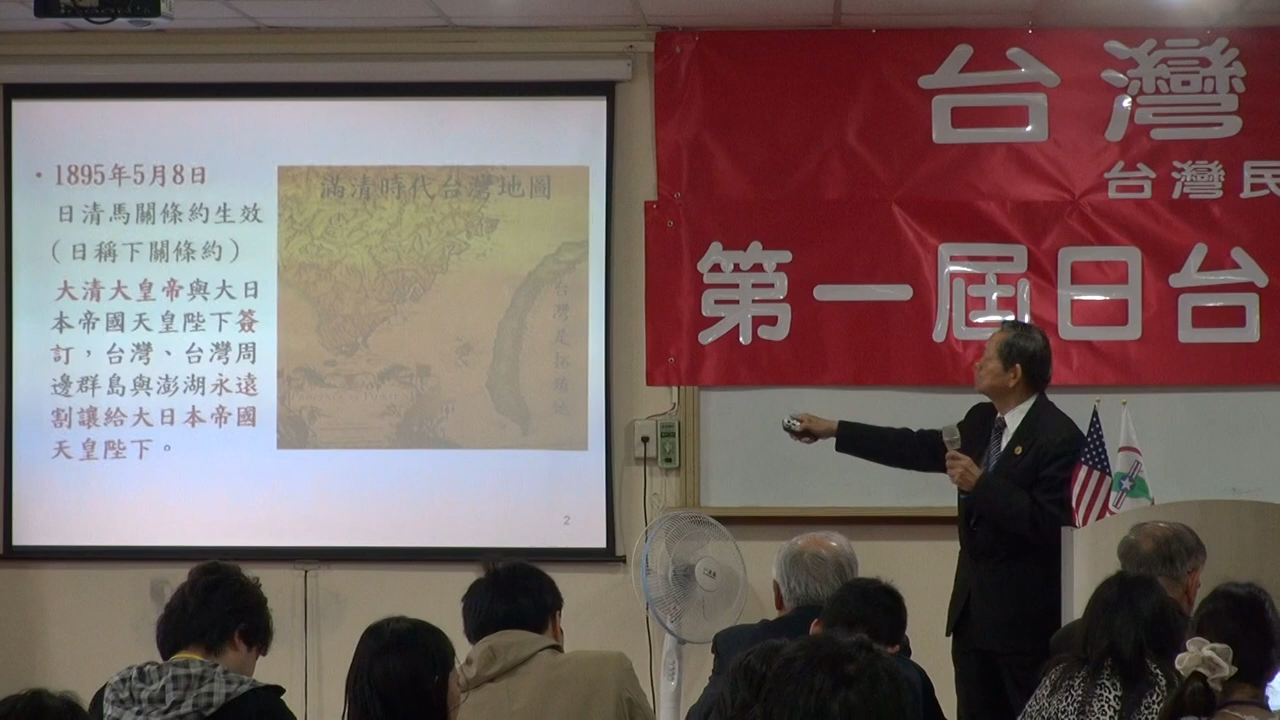 • 1895年5月8日
日清馬關條約生效
(日稱下關條約)
大清大皇帝與大日
本帝國天皇陛下簽
訂，台灣、台灣周
邊群島與澎湖永遠
割讓給大日本帝國
天皇陛下。
滿清時代台灣地圖
2
台灣
台灣民
第一屆日台